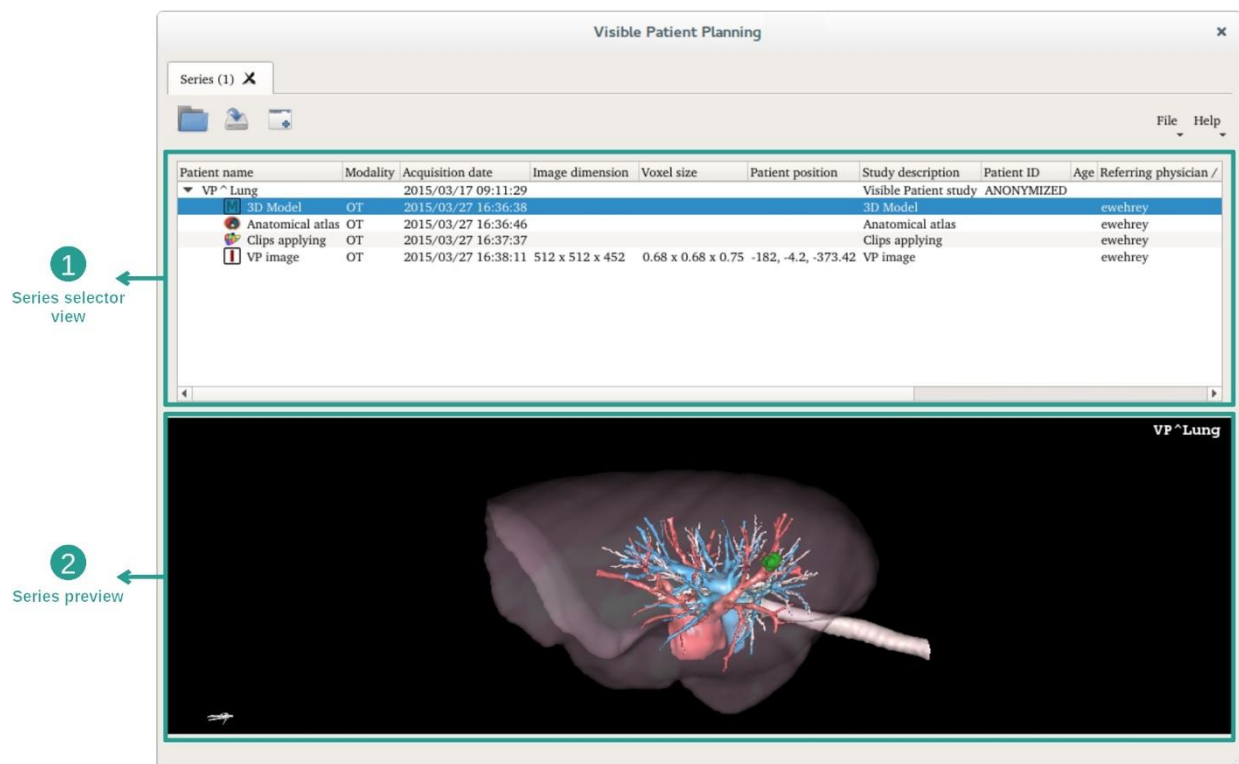 Visible Patient Planning
Series (1)
File Help
Patient name Modality Acquisition date Image dimension Voxel size Patient position Study description Patient ID Age Referring physician /
VP^Lung 2015/03/17 09:11:29 Visible Patient study ANONYMIZED
3D Model OT 2015/03/27 16:36:38 3D Model ewehrey
Anatomical atlas OT 2015/03/27 16:36:46 Anatomical atlas ewehrey
Clips applying OT 2015/03/27 16:37:37 Clips applying ewehrey
VP image OT 2015/03/27 16:38:11 512 x 512 x 452 0.68 x 0.68 x 0.75 -182, -4.2, -373.42 VP image ewehrey
1
Series selector
view
VP^Lung
2
Series preview